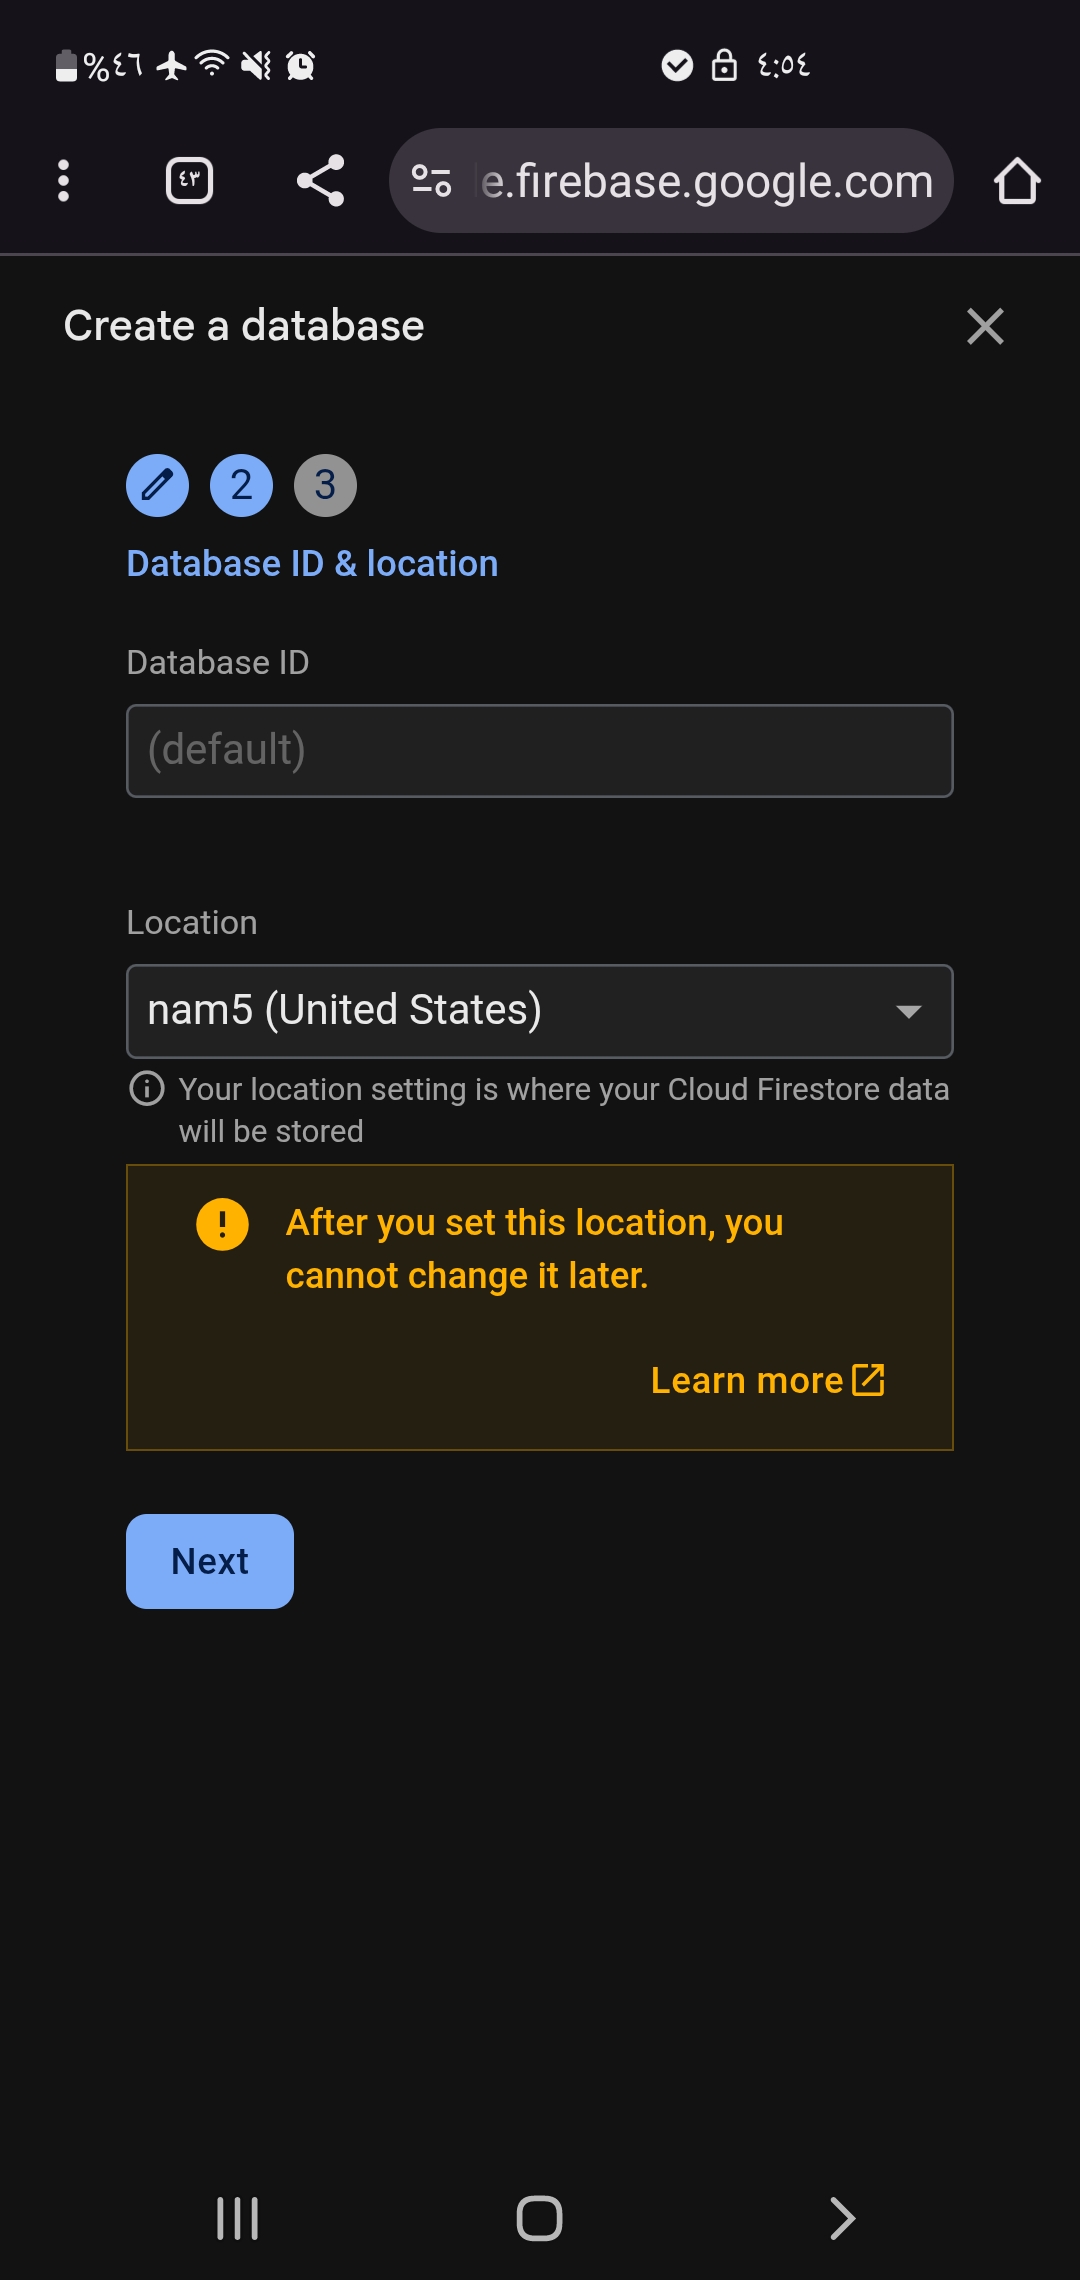 %٤٦
٤:٥٤
٤٣
e.firebase.google.com
Create a database
2
3
Database ID & location
Database ID
(default)
Location
nam5 (United States)
Your location setting is where your Cloud Firestore data
will be stored
After you set this location, you
cannot change it later.
Learn more
Next